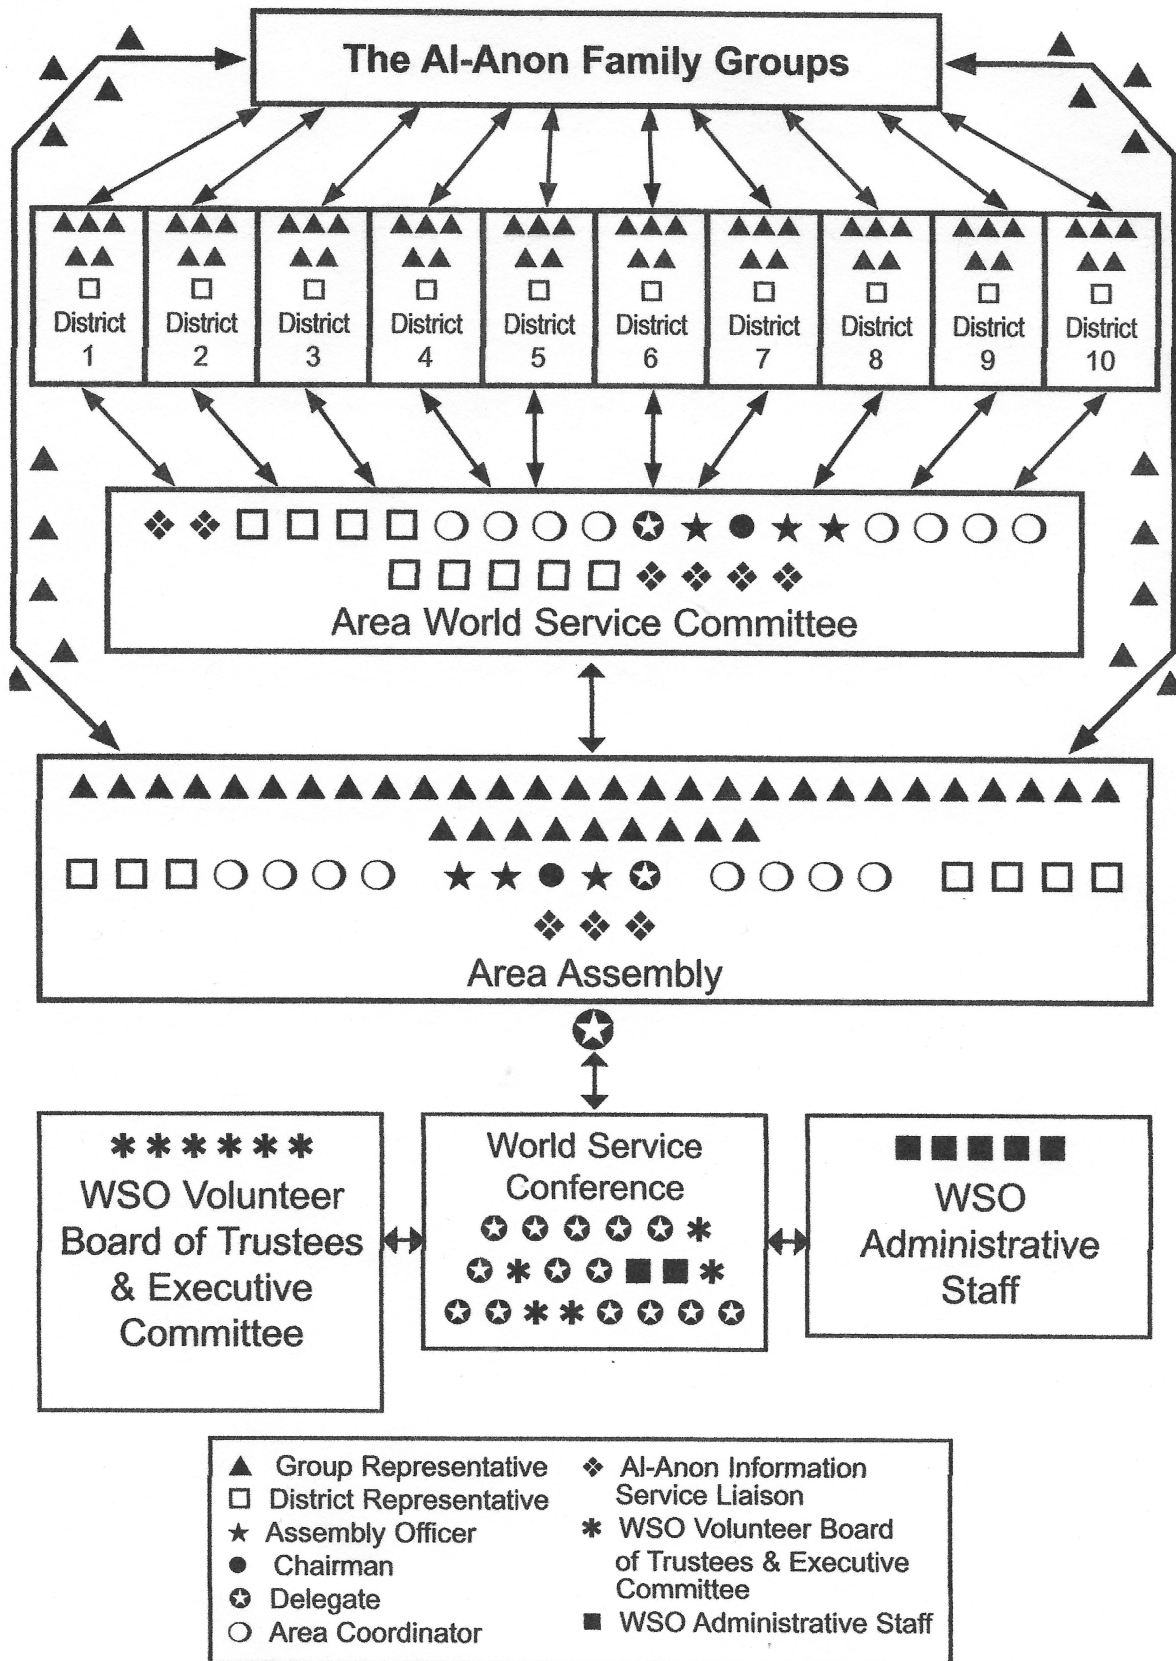 The Al-Anon Family Groups
District 1
District 2
District 3
District 4
District 5
District 6
District 7
District 8
District 9
District 10
Area World Service Committee
Area Assembly
WSO Volunteer
Board of Trustees
& Executive
Committee
World Service
Conference
WSO
Administrative
Staff
Group Representative
District Representative
Assembly Officer
Chairman
Delegate
Area Coordinator
Al-Anon Information
Service Liaison
WSO Volunteer Board
of Trustees & Executive
Committee
WSO Administrative Staff